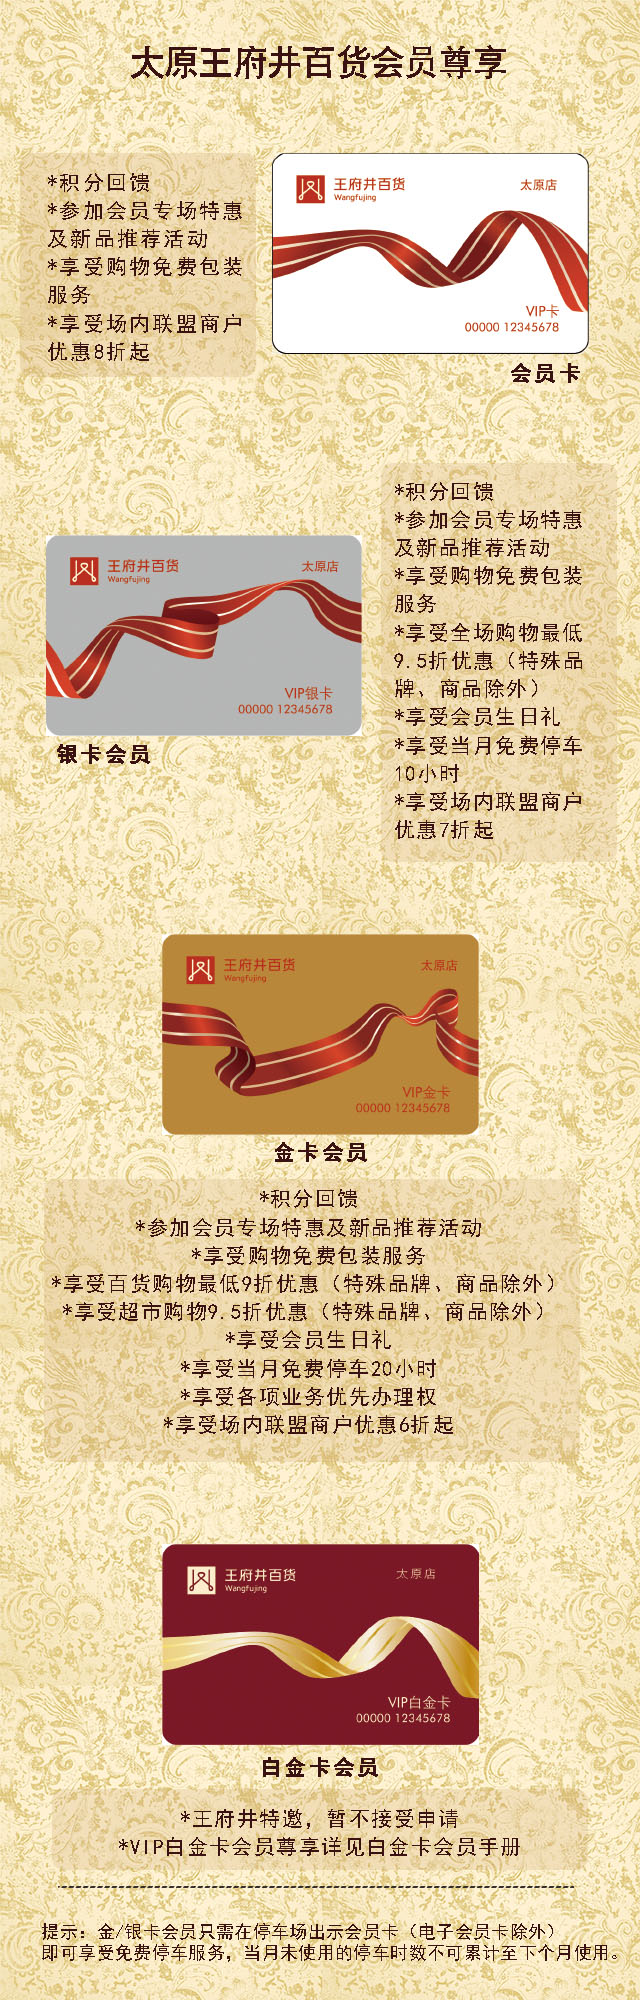 太原王府井百货会员尊享
*积分回馈
*参加会员专场特惠
及新品推荐活动
*享受购物免费包装
服务
*享受场内联盟商户
优惠8折起
王府井百货
Wangfujing
太原店
VIP卡
00000 12345678
会员卡
王府井百货
Wangfujing
太原店
VIP银卡
00000 12345678
银卡会员
*积分回馈
*参加会员专场特惠
及新品推荐活动
*享受购物免费包装
服务
*享受全场购物最低
9.5折优惠（特殊品
牌、商品除外）
*享受会员生日礼
*享受当月免费停车
10小时
*享受场内联盟商户
优惠7折起
王府井百货
Wangfujing
太原店
VIP金卡
00000 12345678
金卡会员
*积分回馈
*参加会员专场特惠及新品推荐活动
*享受购物免费包装服务
*享受百货购物最低9折优惠（特殊品牌、商品除外）
*享受超市购物9.5折优惠（特殊品牌、商品除外）
*享受会员生日礼
*享受当月免费停车20小时
*享受各项业务优先办理权
*享受场内联盟商户优惠6折起
王府井百货
Wangfujing
太原店
VIP白金卡
00000 12345678
白金卡会员
*王府井特邀，暂不接受申请
*VIP白金卡会员尊享详见白金卡会员手册
提示：金/银卡会员只需在停车场出示会员卡（电子会员卡除外）
即可享受免费停车服务，当月未使用的停车时数不可累计至下个月使用。